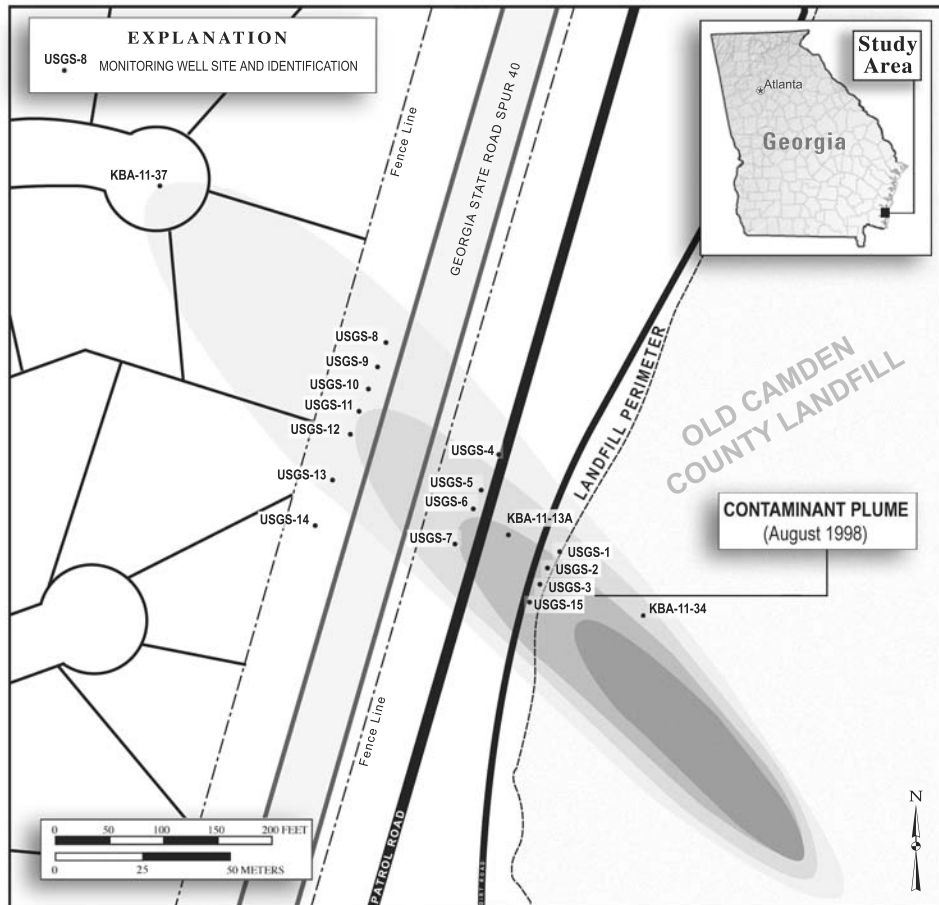 EXPLANATION
USGS-8
MONITORING WELL SITE AND IDENTIFICATION
Study
Area
Atlanta
Georgia
KBA-11-37
Fence Line
GEORGIA STATE ROAD SPUR 40
USGS-8
USGS-9
USGS-10
USGS-11
USGS-12
USGS-13
USGS-14
USGS-4
USGS-5
USGS-6
USGS-7
KBA-11-13A
USGS-1
USGS-2
USGS-3
USGS-15
KBA-11-34
LANDFILL PERIMETER
OLD CAMDEN
COUNTY LANDFILL
CONTAMINANT PLUME
(August 1998)
Fence Line
PATROL ROAD
DIRT ROAD
N
0 50 100 150 200 FEET
0 25 50 METERS